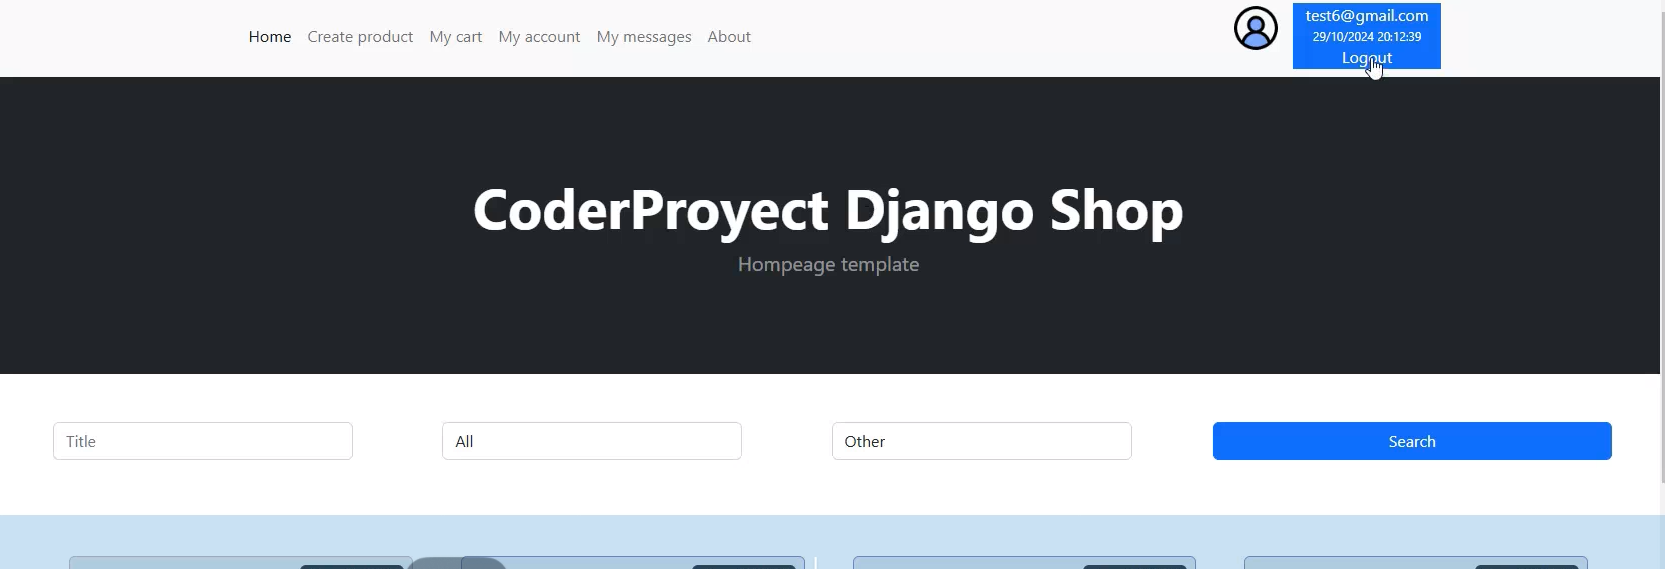 Home Create product My cart My account My messages About
test6@gmail.com
29/10/2024 20:12:39
Logout
CoderProyect Django Shop
Hompeage template
Title All Other Search